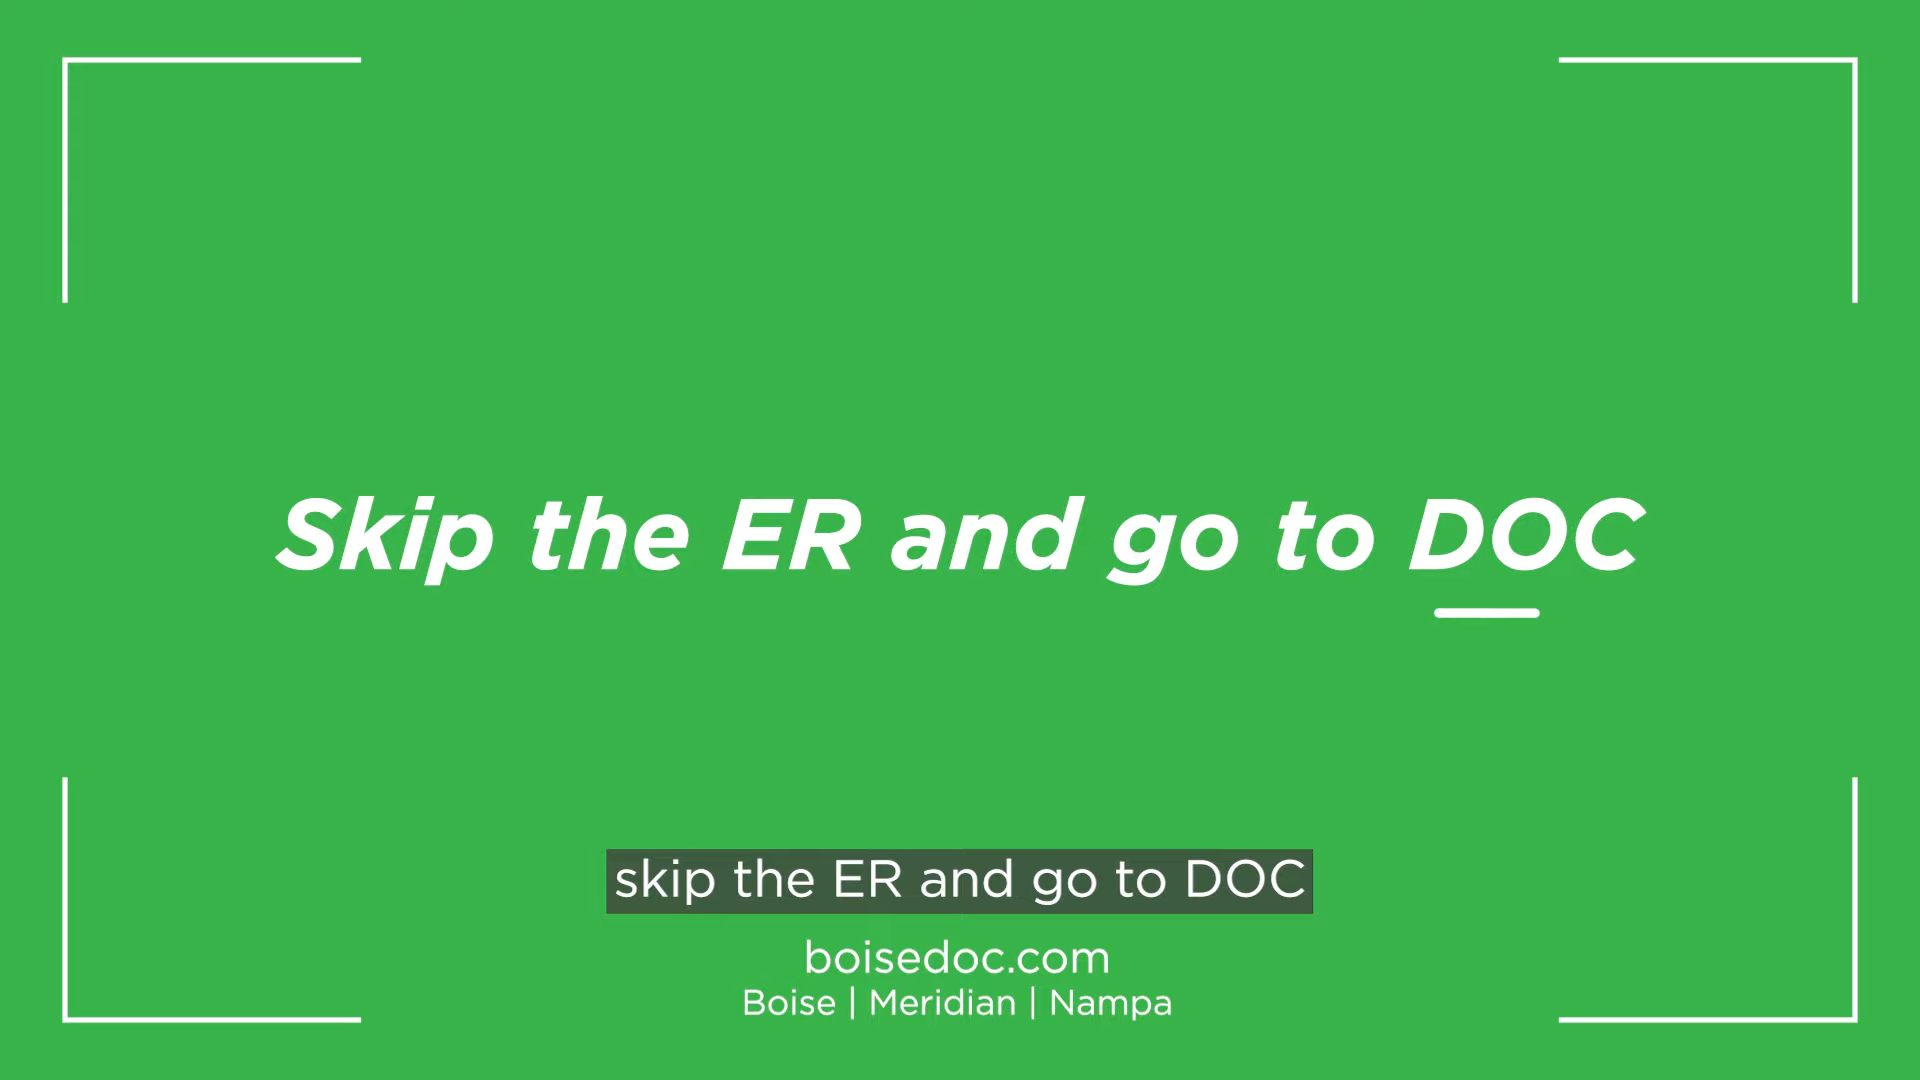 Skip the ER and go to DOC
skip the ER and go to DOC
boisedoc.com
Boise | Meridian | Nampa